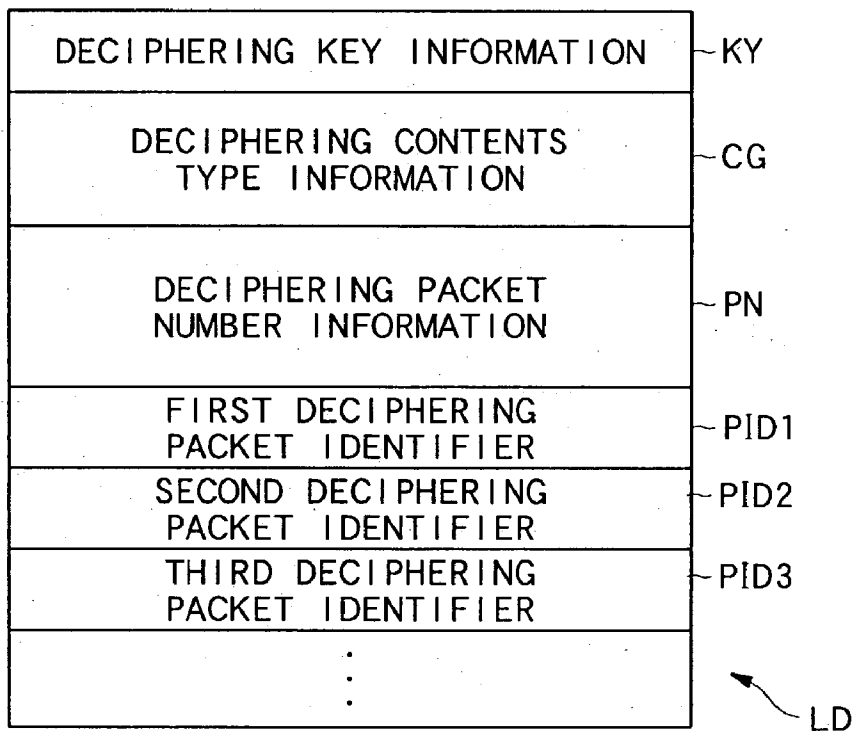 DECIPHERING KEY INFORMATION
KY
DECIPHERING CONTENTS
TYPE INFORMATION
CG
DECIPHERING PACKET
NUMBER INFORMATION
PN
FIRST DECIPHERING
PACKET IDENTIFIER
PID1
SECOND DECIPHERING
PACKET IDENTIFIER
PID2
THIRD DECIPHERING
PACKET IDENTIFIER
PID3
LD